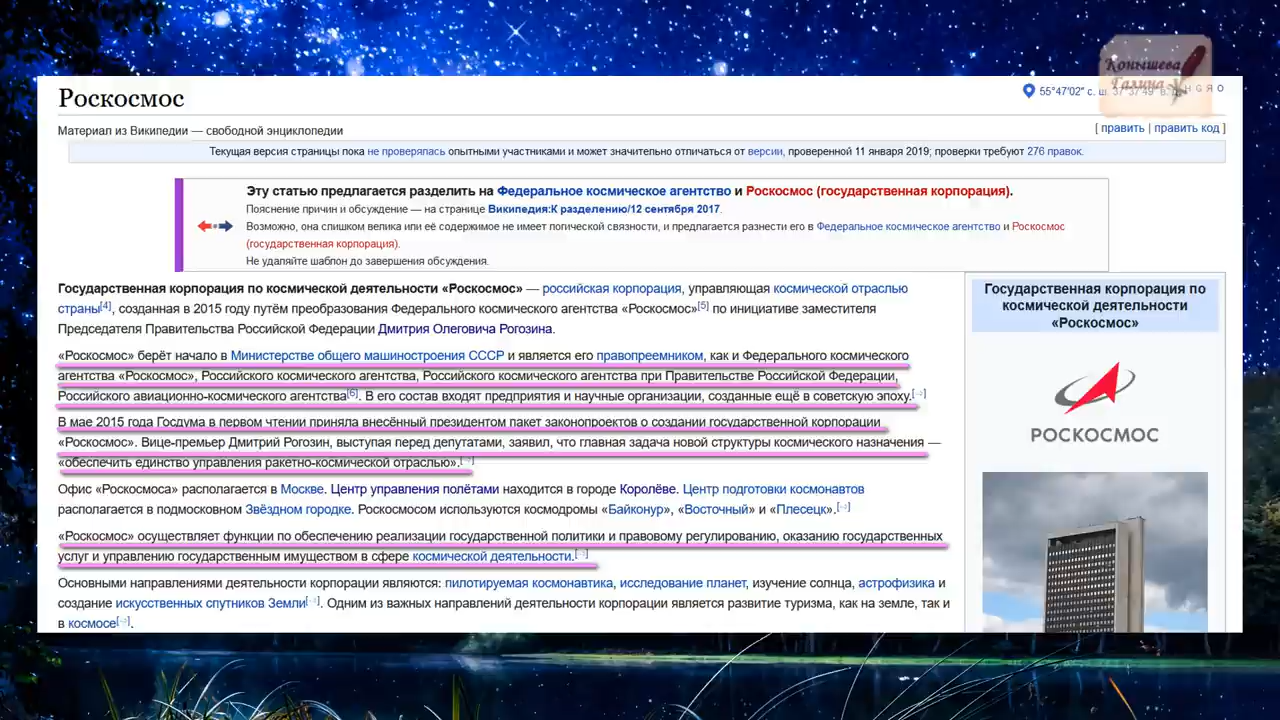 Конышева
Галина
Роскосмос
55°47′02″ с. ш. 37°37′49″ в.
Материал из Википедии — свободной энциклопедии
[ править | править код ]
Текущая версия страницы пока не проверялась опытными участниками и может значительно отличаться от версии, проверенной 11 января 2019; проверки требуют 276 правок.
Эту статью предлагается разделить на Федеральное космическое агентство и Роскосмос (государственная корпорация).
Пояснение причин и обсуждение — на странице Википедия:К разделению/12 сентября 2017.
Возможно, она слишком велика или её содержимое не имеет логической связности, и предлагается разнести его в Федеральное космическое агентство и Роскосмос
(государственная корпорация).
Не удаляйте шаблон до завершения обсуждения.
Государственная корпорация по космической деятельности «Роскосмос» — российская корпорация, управляющая космической отраслью
страны[4], созданная в 2015 году путём преобразования Федерального космического агентства «Роскосмос»[5] по инициативе заместителя
Председателя Правительства Российской Федерации Дмитрия Олеговича Рогозина.
«Роскосмос» берёт начало в Министерстве общего машиностроения СССР и является его правопреемником, как и Федерального космического
агентства «Роскосмос», Российского космического агентства, Российского космического агентства при Правительстве Российской Федерации,
Российского авиационно-космического агентства[6]. В его состав входят предприятия и научные организации, созданные ещё в советскую эпоху.
В мае 2015 года Госдума в первом чтении приняла внесённый президентом пакет законопроектов о создании государственной корпорации
«Роскосмос». Вице-премьер Дмитрий Рогозин, выступая перед депутатами, заявил, что главная задача новой структуры космического назначения —
«обеспечить единство управления ракетно-космической отраслью».
Офис «Роскосмоса» располагается в Москве. Центр управления полётами находится в городе Королёве. Центр подготовки космонавтов
располагается в подмосковном Звёздном городке. Роскосмосом используются космодромы «Байконур», «Восточный» и «Плесецк».
«Роскосмос» осуществляет функции по обеспечению реализации государственной политики и правовому регулированию, оказанию государственных
услуг и управлению государственным имуществом в сфере космической деятельности.
Основными направлениями деятельности корпорации являются: пилотируемая космонавтика, исследование планет, изучение солнца, астрофизика и
создание искусственных спутников Земли. Одним из важных направлений деятельности корпорации является развитие туризма, как на земле, так и
в космосе.
Государственная корпорация по
космической деятельности
«Роскосмос»
РОСКОСМОС